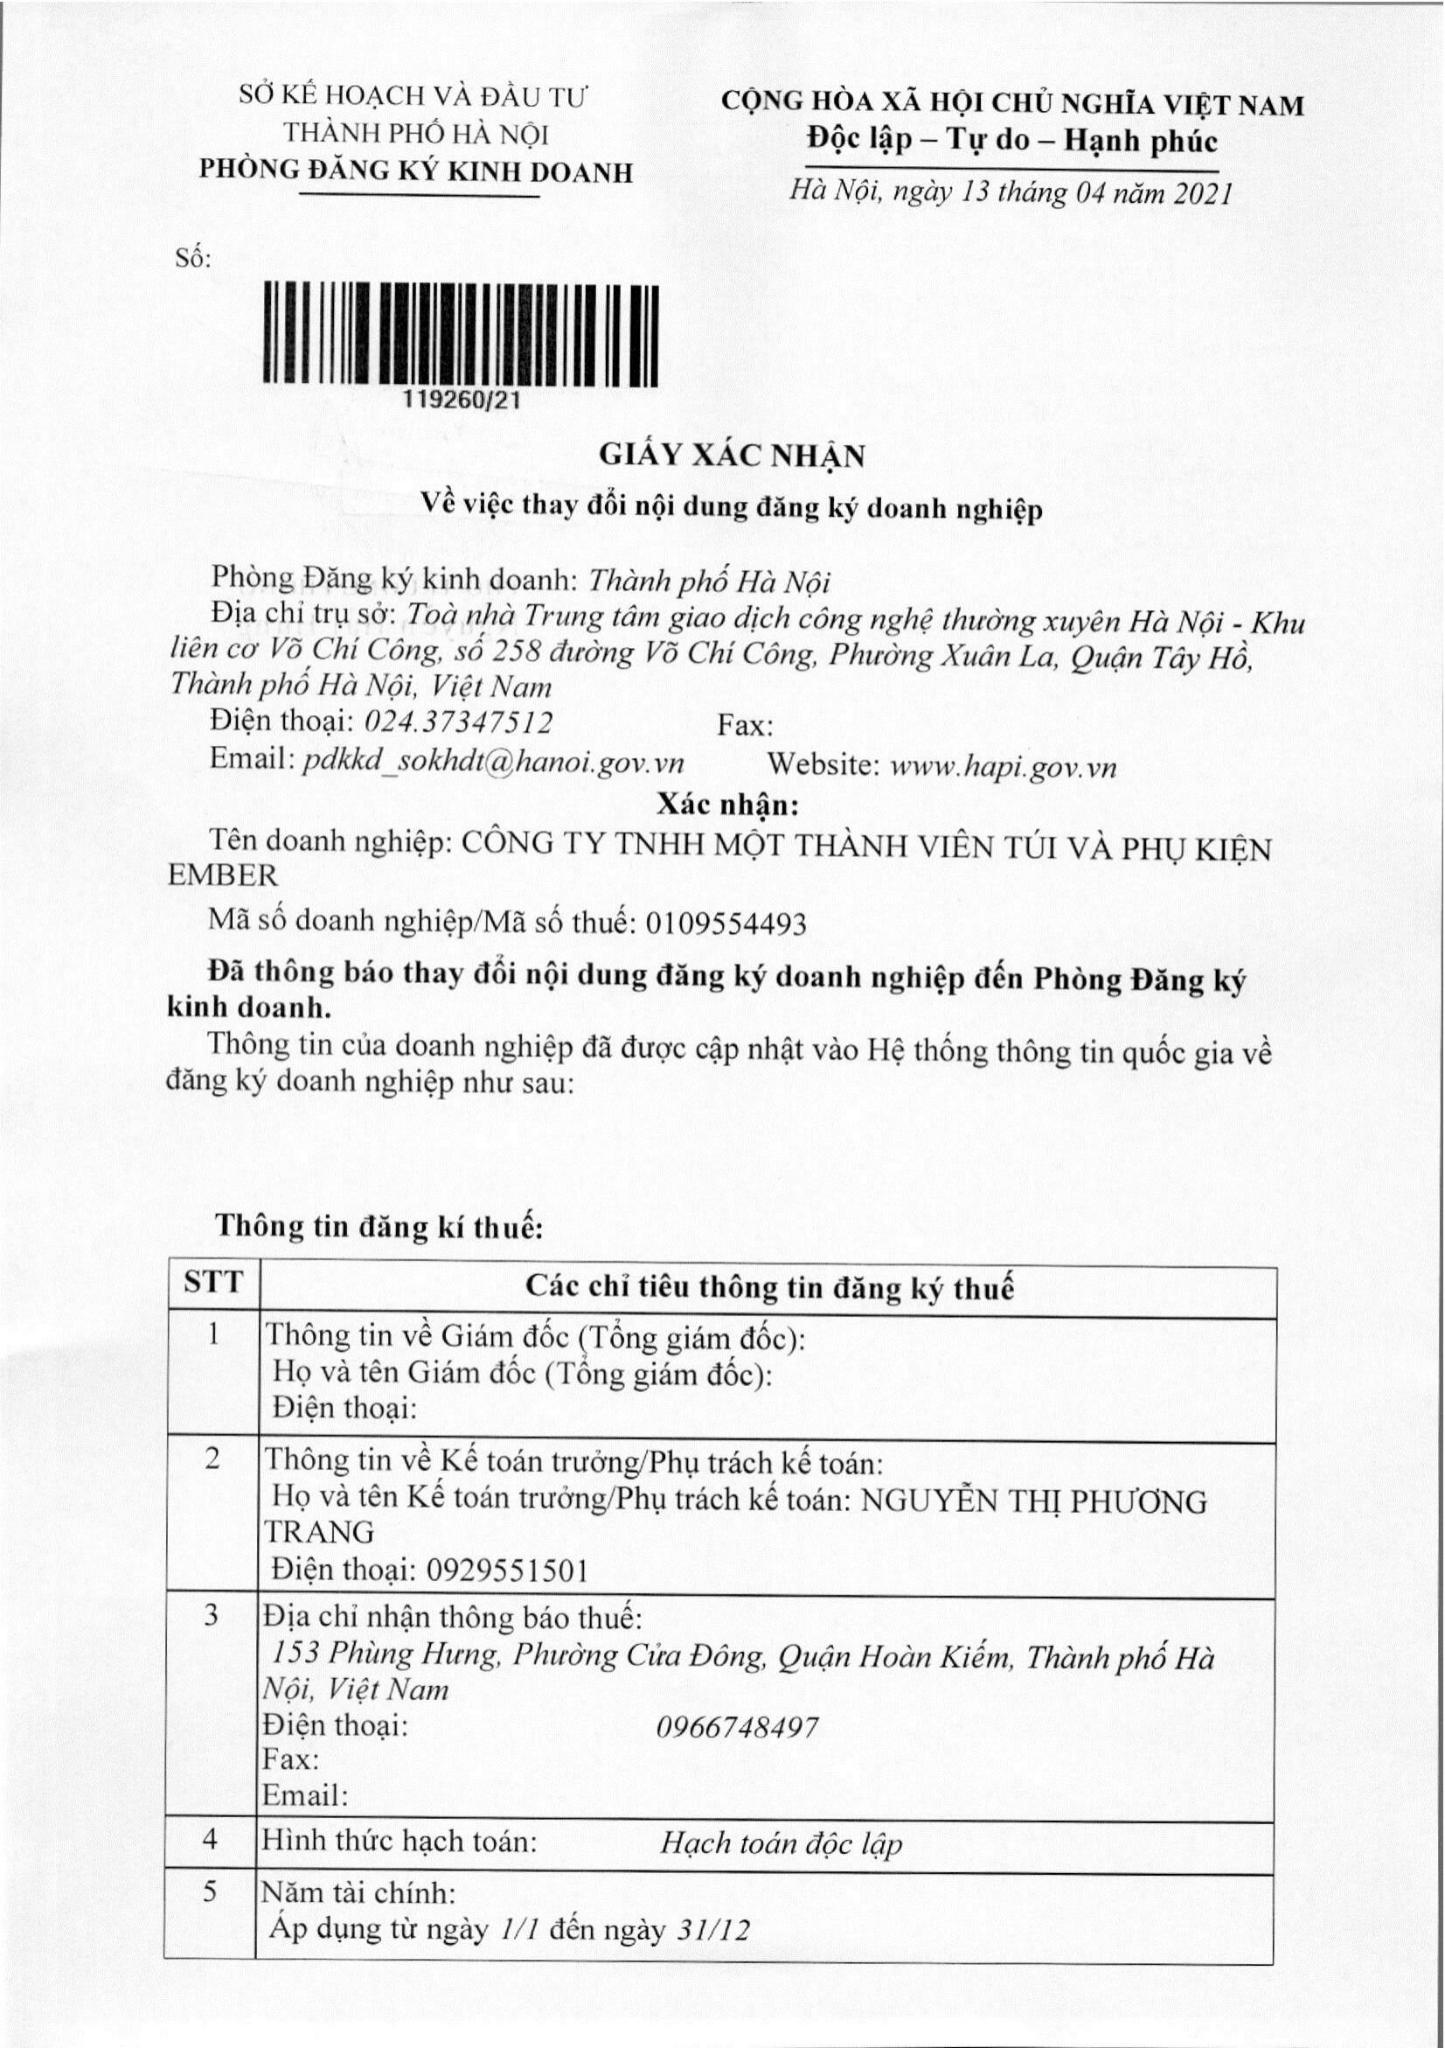 SỞ KẾ HOẠCH VÀ ĐẦU TƯ
THÀNH PHỐ HÀ NỘI
PHÒNG ĐĂNG KÝ KINH DOANH
CỘNG HÒA XÃ HỘI CHỦ NGHĨA VIỆT NAM
Độc lập – Tự do – Hạnh phúc
Hà Nội, ngày 13 tháng 04 năm 2021
Số:
119260/21
GIẤY XÁC NHẬN
Về việc thay đổi nội dung đăng ký doanh nghiệp
Phòng Đăng ký kinh doanh: Thành phố Hà Nội
Địa chỉ trụ sở: Toà nhà Trung tâm giao dịch công nghệ thường xuyên Hà Nội - Khu
liên cơ Võ Chí Công, số 258 đường Võ Chí Công, Phường Xuân La, Quận Tây Hồ,
Thành phố Hà Nội, Việt Nam
Điện thoại: 024.37347512 Fax:
Email: pdkkd_sokhdt@hanoi.gov.vn Website: www.hapi.gov.vn
Xác nhận:
Tên doanh nghiệp: CÔNG TY TNHH MỘT THÀNH VIÊN TÚI VÀ PHỤ KIỆN
EMBER
Mã số doanh nghiệp/Mã số thuế: 0109554493
Đã thông báo thay đổi nội dung đăng ký doanh nghiệp đến Phòng Đăng ký
kinh doanh.
Thông tin của doanh nghiệp đã được cập nhật vào Hệ thống thông tin quốc gia về
đăng ký doanh nghiệp như sau:
Thông tin đăng kí thuế:
STT Các chỉ tiêu thông tin đăng ký thuế
1 Thông tin về Giám đốc (Tổng giám đốc):
Họ và tên Giám đốc (Tổng giám đốc):
Điện thoại:
2 Thông tin về Kế toán trưởng/Phụ trách kế toán:
Họ và tên Kế toán trưởng/Phụ trách kế toán: NGUYỄN THỊ PHƯƠNG
TRANG
Điện thoại: 0929551501
3 Địa chỉ nhận thông báo thuế:
153 Phùng Hưng, Phường Cửa Đông, Quận Hoàn Kiếm, Thành phố Hà
Nội, Việt Nam
Điện thoại: 0966748497
Fax:
Email:
4 Hình thức hạch toán: Hạch toán độc lập
5 Năm tài chính:
Áp dụng từ ngày 1/1 đến ngày 31/12